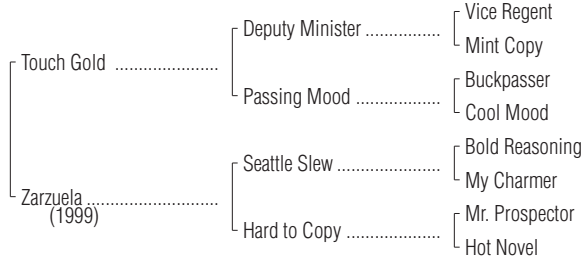 Vice Regent
Deputy Minister ..................
Mint Copy
Touch Gold ......................
Buckpasser
Passing Mood ..................
Cool Mood
Bold Reasoning
Seattle Slew ......................
My Charmer
Zarzuela ............................
(1999)
Mr. Prospector
Hard to Copy ....................
Hot Novel